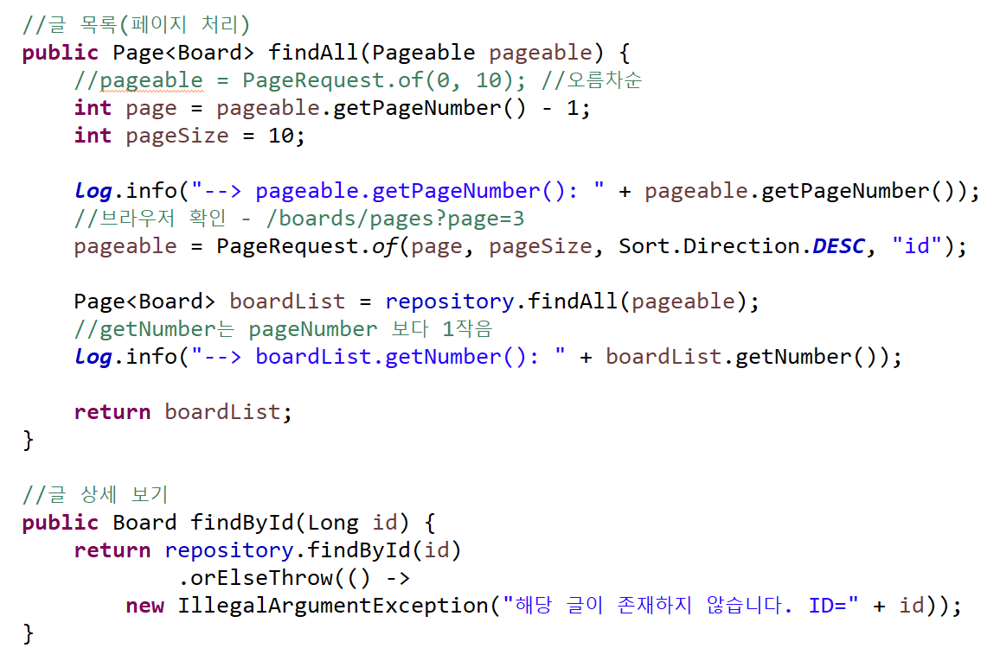 //글 목록(페이지 처리)
public Page<Board> findAll(Pageable pageable) {
    //pageable = PageRequest.of(0, 10); //오름차순
    int page = pageable.getPageNumber() - 1;
    int pageSize = 10;

    log.info("--> pageable.getPageNumber(): " + pageable.getPageNumber());
    //브라우저 확인 - /boards/pages?page=3
    pageable = PageRequest.of(page, pageSize, Sort.Direction.DESC, "id");

    Page<Board> boardList = repository.findAll(pageable);
    //getNumber는 pageNumber 보다 1작음
    log.info("--> boardList.getNumber(): " + boardList.getNumber());

    return boardList;
}

//글 상세 보기
public Board findById(Long id) {
    return repository.findById(id)
            .orElseThrow(() ->
        new IllegalArgumentException("해당 글이 존재하지 않습니다. ID=" + id));
}